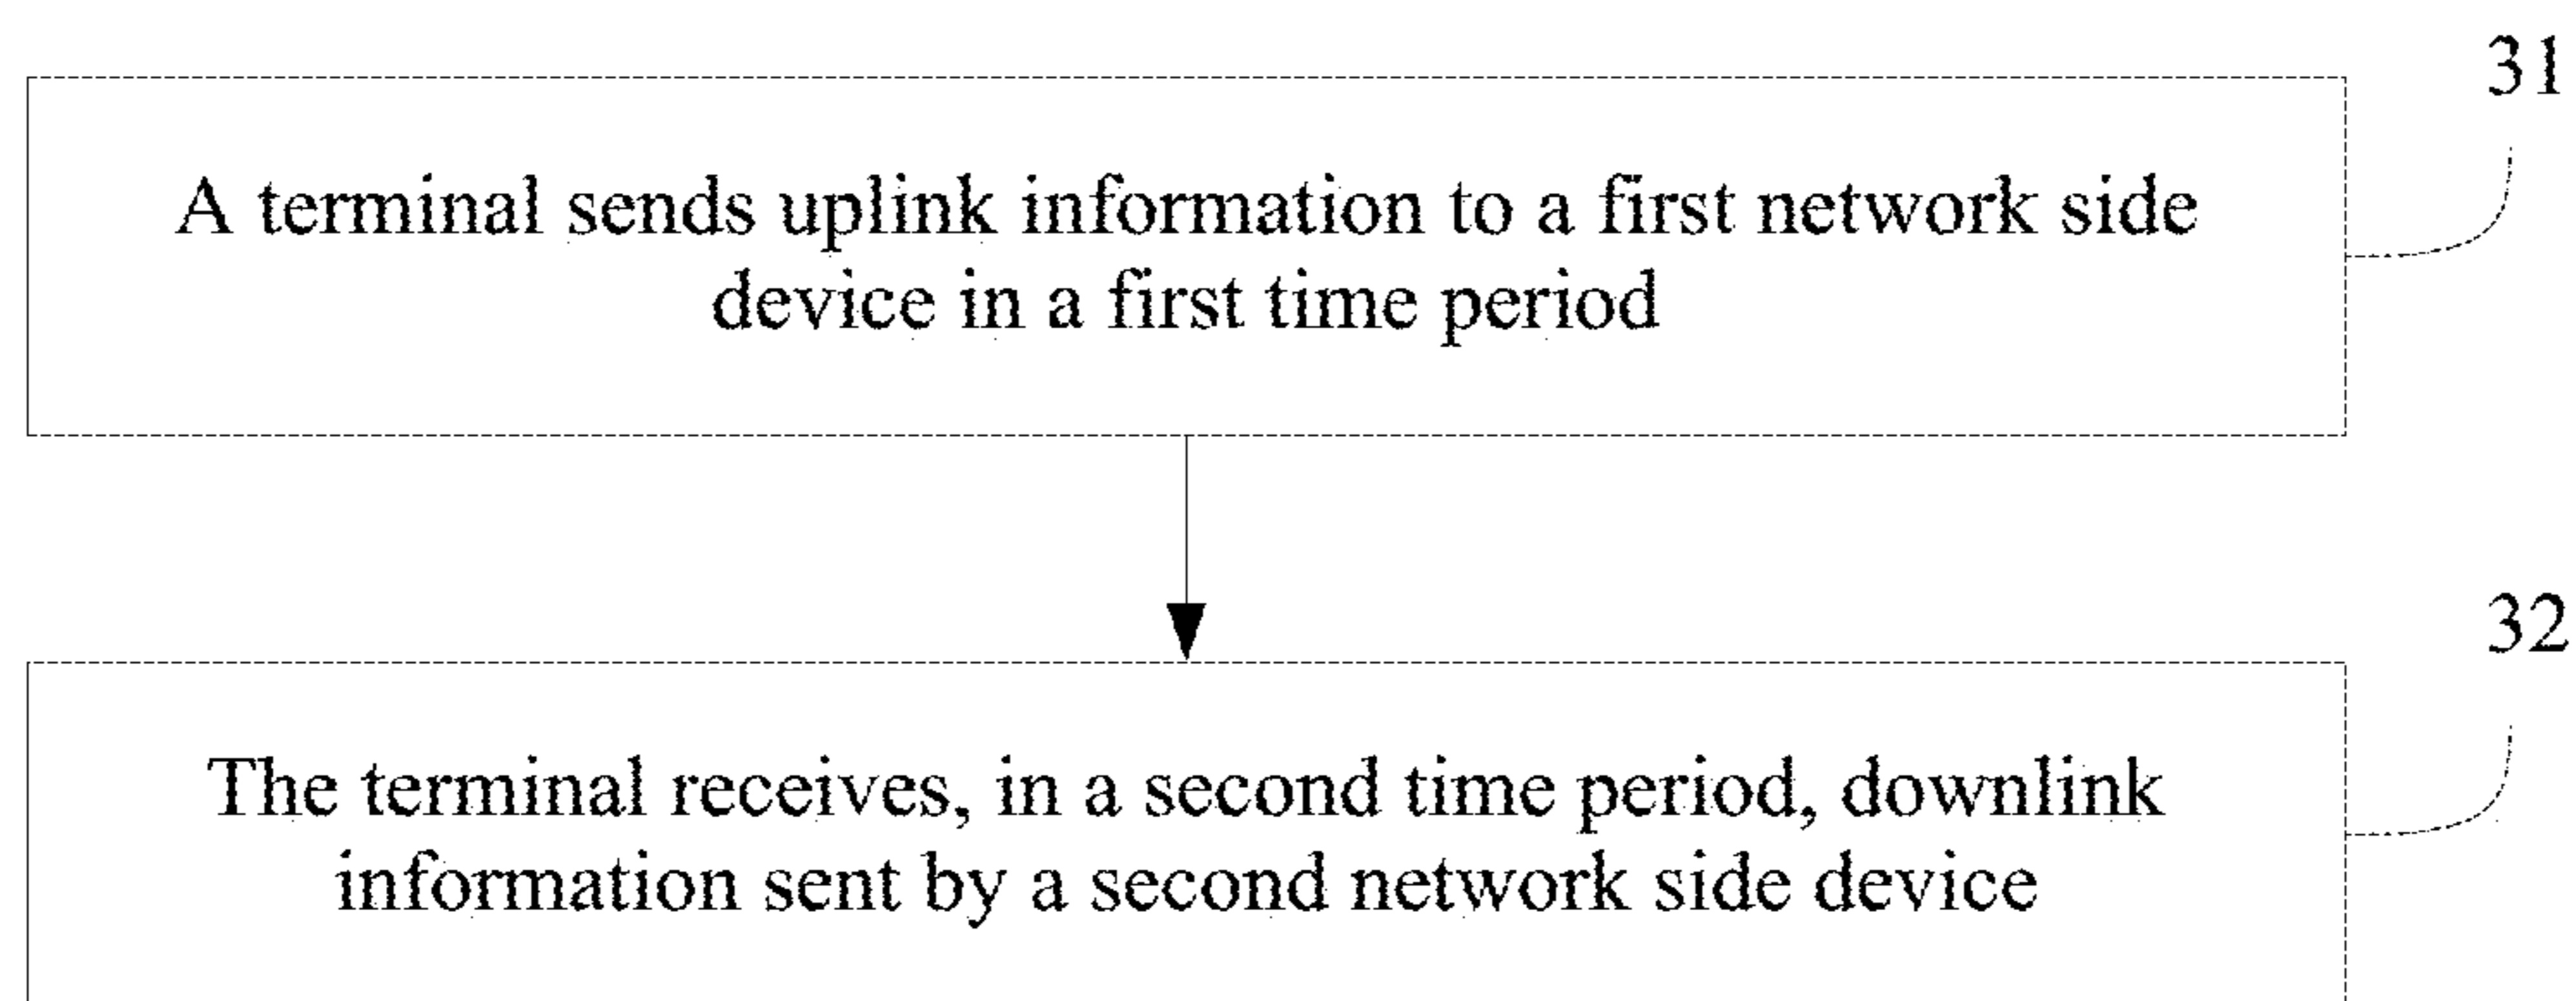 31
A terminal sends uplink information to a first network side
device in a first time period
32
The terminal receives, in a second time period, downlink
information sent by a second network side device